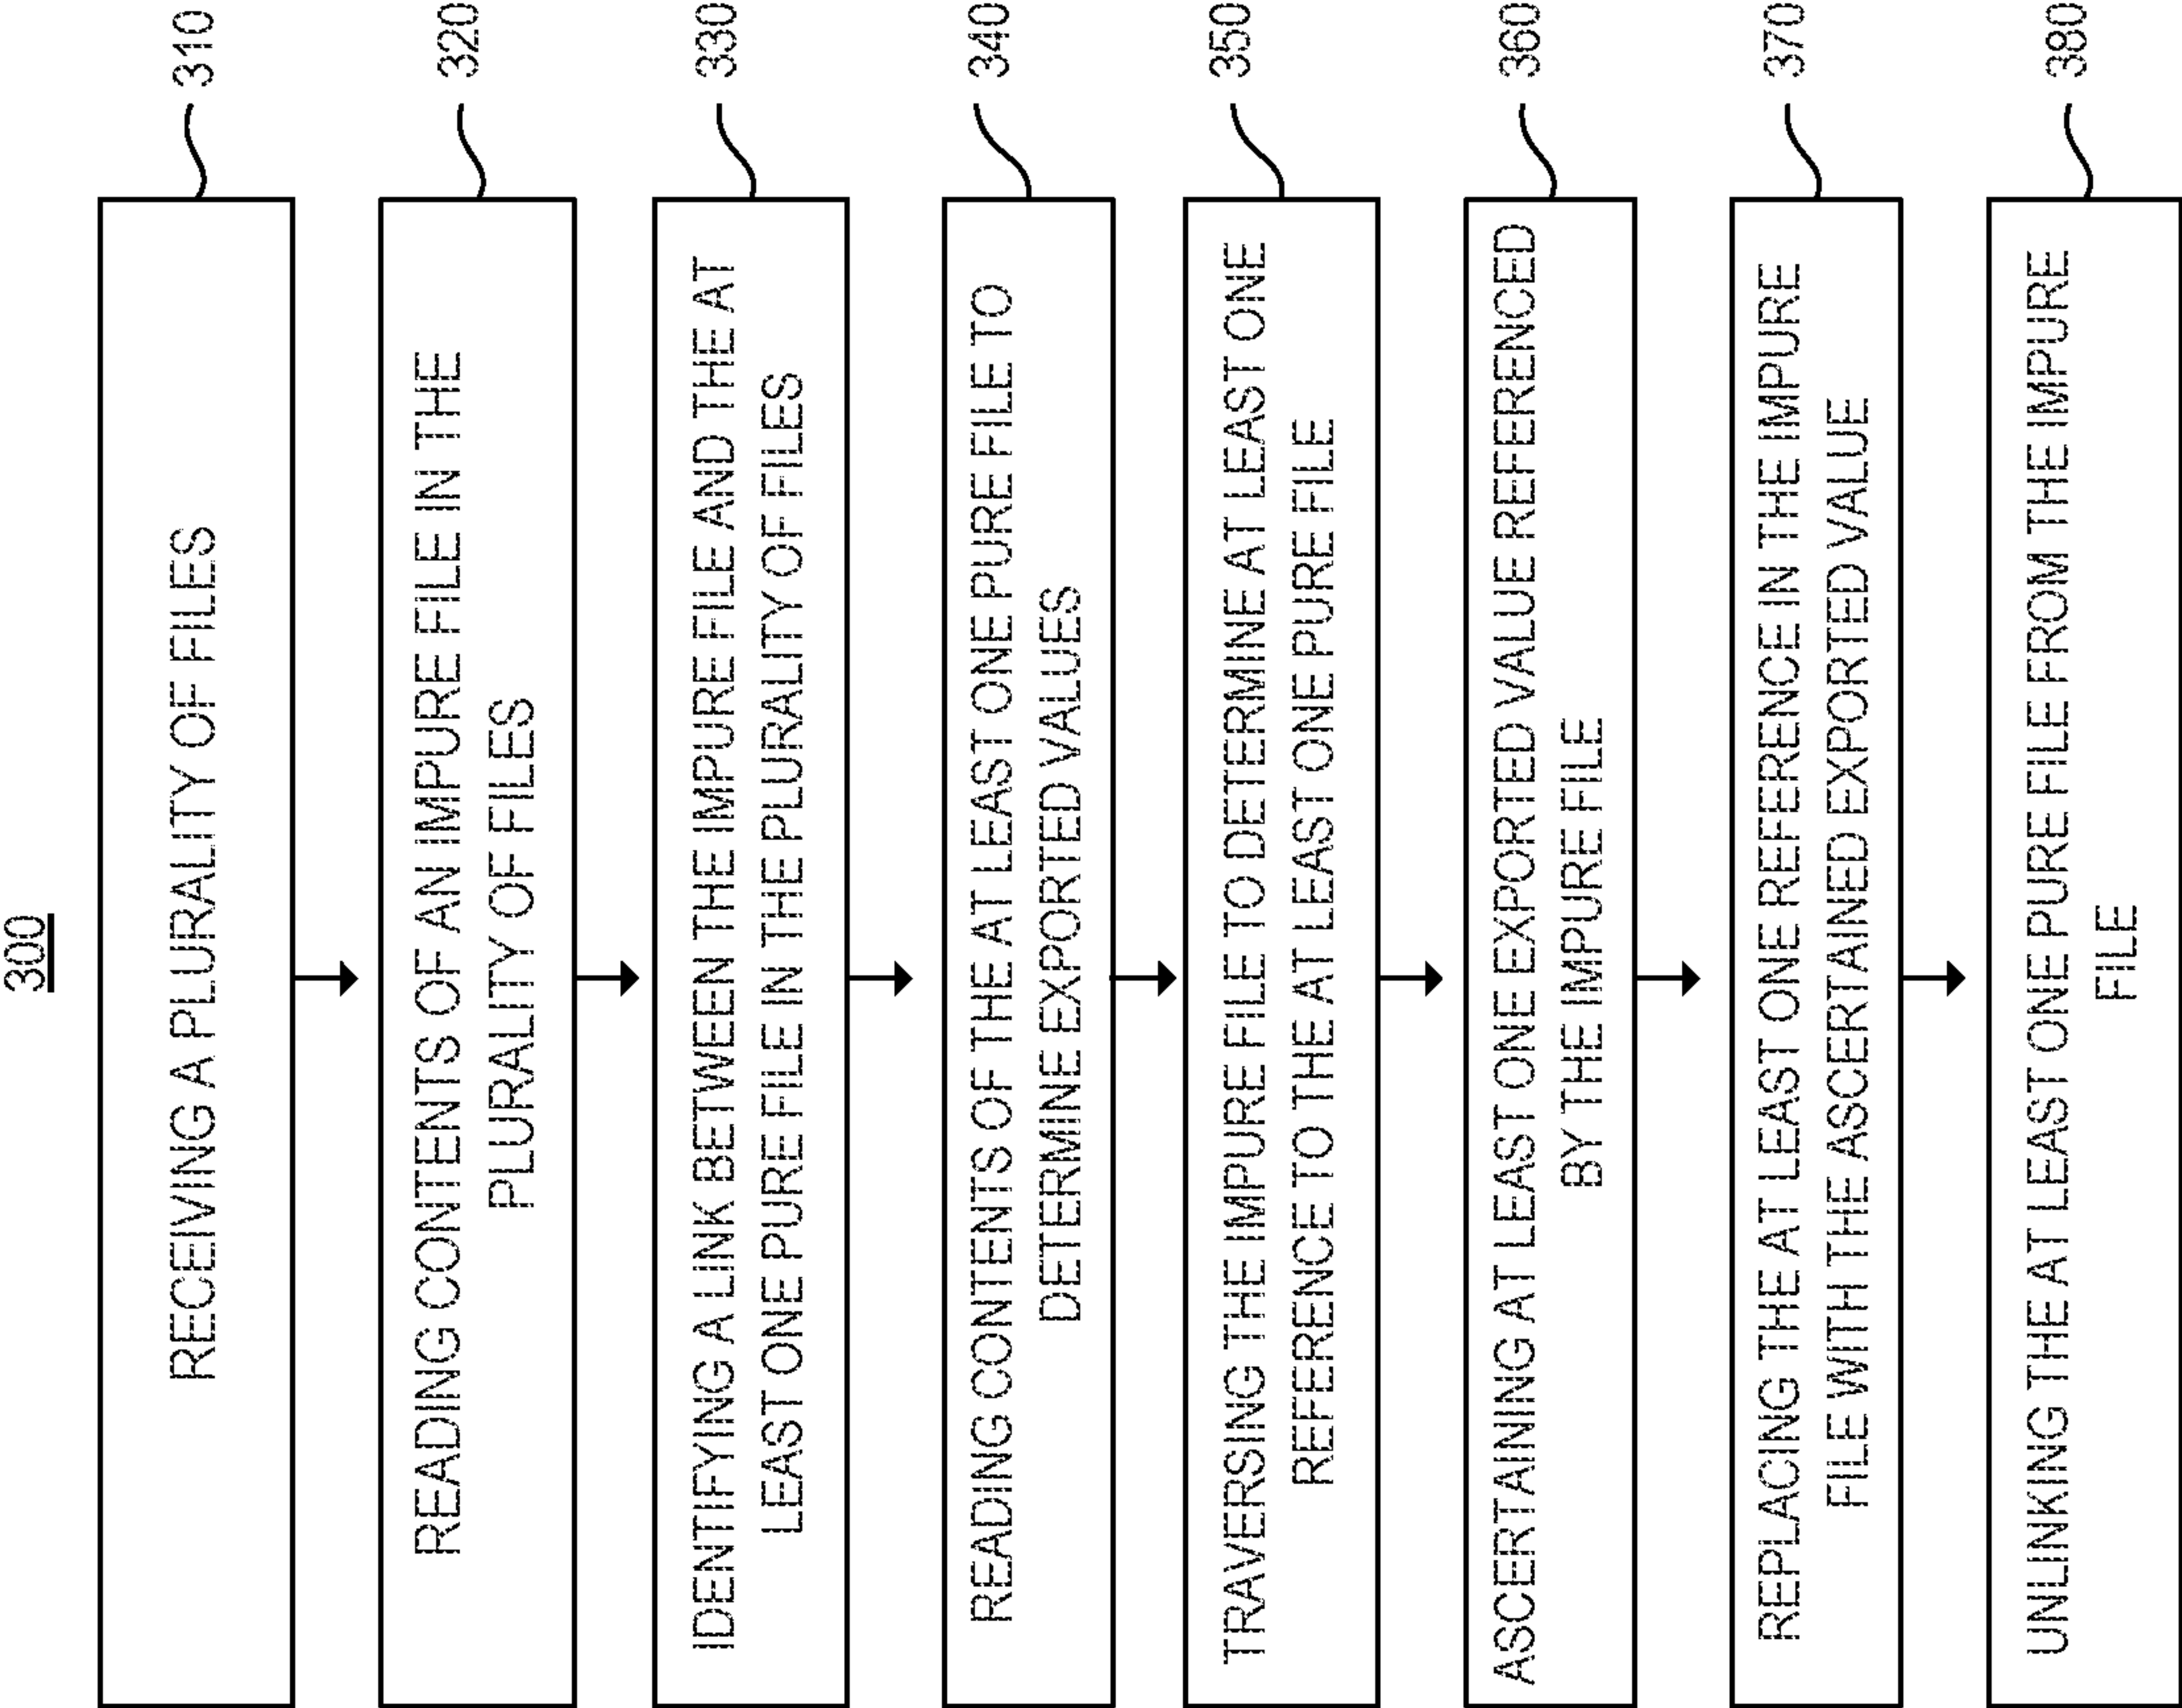 300
RECEIVING A PLURALITY OF FILES
310
READING CONTENTS OF AN IMPURE FILE IN THE
PLURALITY OF FILES
320
IDENTIFYING A LINK BETWEEN THE IMPURE FILE AND THE AT
LEAST ONE PURE FILE IN THE PLURALITY OF FILES
330
READING CONTENTS OF THE AT LEAST ONE PURE FILE TO
DETERMINE EXPORTED VALUES
340
TRAVERSING THE IMPURE FILE TO DETERMINE AT LEAST ONE
REFERENCE TO THE AT LEAST ONE PURE FILE
350
ASCERTAINING AT LEAST ONE EXPORTED VALUE REFERENCED
BY THE IMPURE FILE
360
REPLACING THE AT LEAST ONE REFERENCE IN THE IMPURE
FILE WITH THE ASCERTAINED EXPORTED VALUE
370
UNLINKING THE AT LEAST ONE PURE FILE FROM THE IMPURE
FILE
380